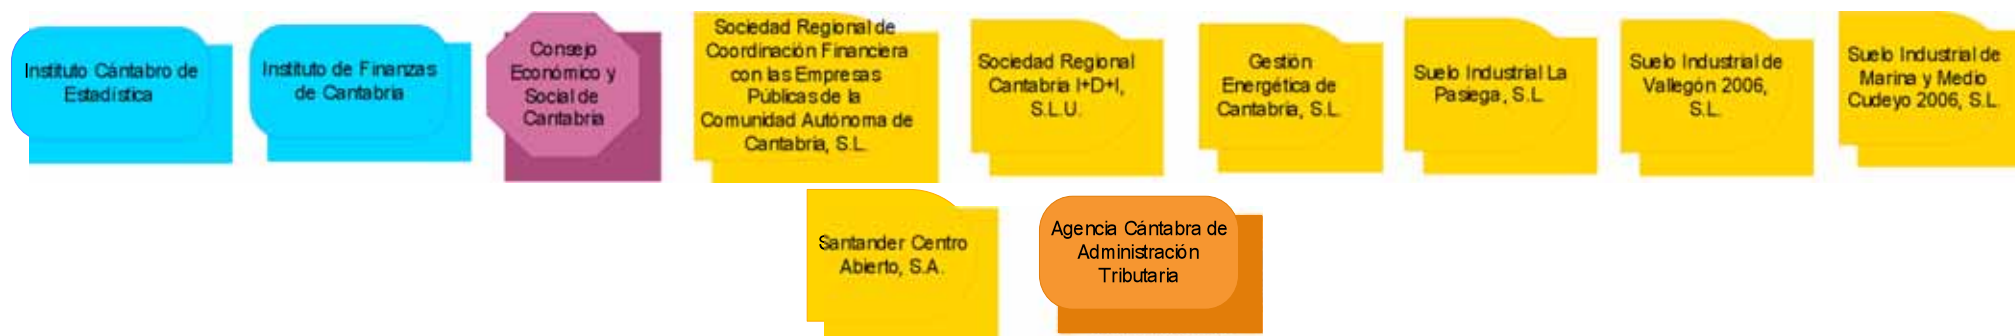 Instituto Cántabro de
Estadística
Instituto de Finanzas
de Cantabria
Consejo
Económico y
Social de
Cantabria
Sociedad Regional de
Coordinación Financiera
con las Empresas
Públicas de la
Comunidad Autónoma de
Cantabria, S.L.
Sociedad Regional
Cantabria I+D+I,
S.L.U.
Gestión
Energética de
Cantabria, S.L.
Suelo Industrial La
Pasiega, S.L.
Suelo Industrial de
Vallegón 2006,
S.L.
Suelo Industrial de
Marina y Medio
Cudeyo 2006, S.L.
Santander Centro
Abierto, S.A.
Agencia Cántabra de
Administración
Tributaria